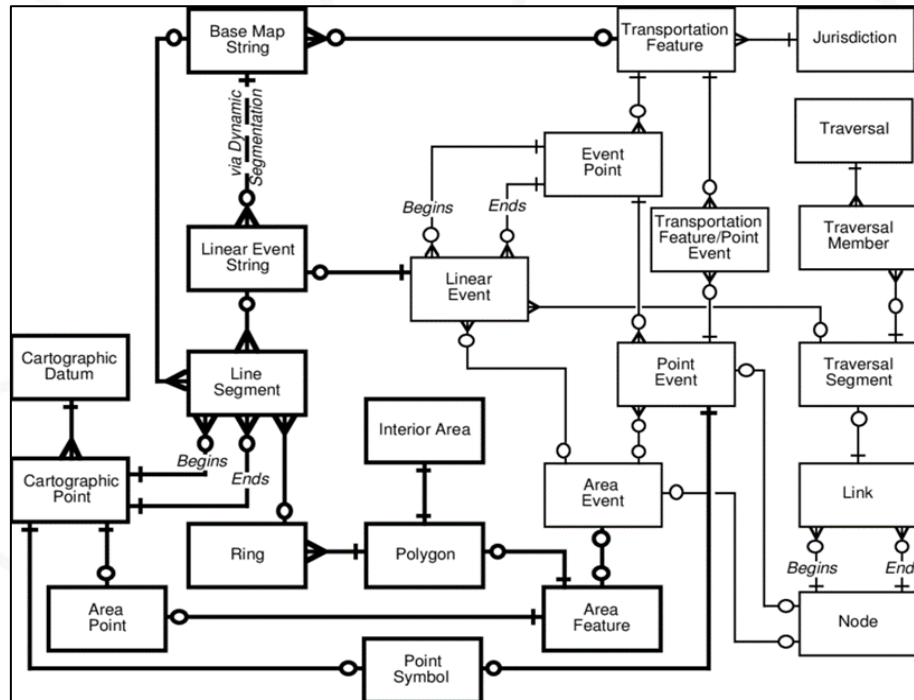 Base Map
String
Transportation
Feature
Jurisdiction
via Dynamic
Segmentation
Traversal
Event
Point
Begins
Ends
Transportation
Feature/Point
Event
Traversal
Member
Linear Event
String
Linear
Event
Cartographic
Datum
Line
Segment
Point
Event
Traversal
Segment
Interior Area
Begins
Ends
Cartographic
Point
Area
Event
Link
Ring
Polygon
Begins
End
Area
Point
Area
Feature
Node
Point
Symbol